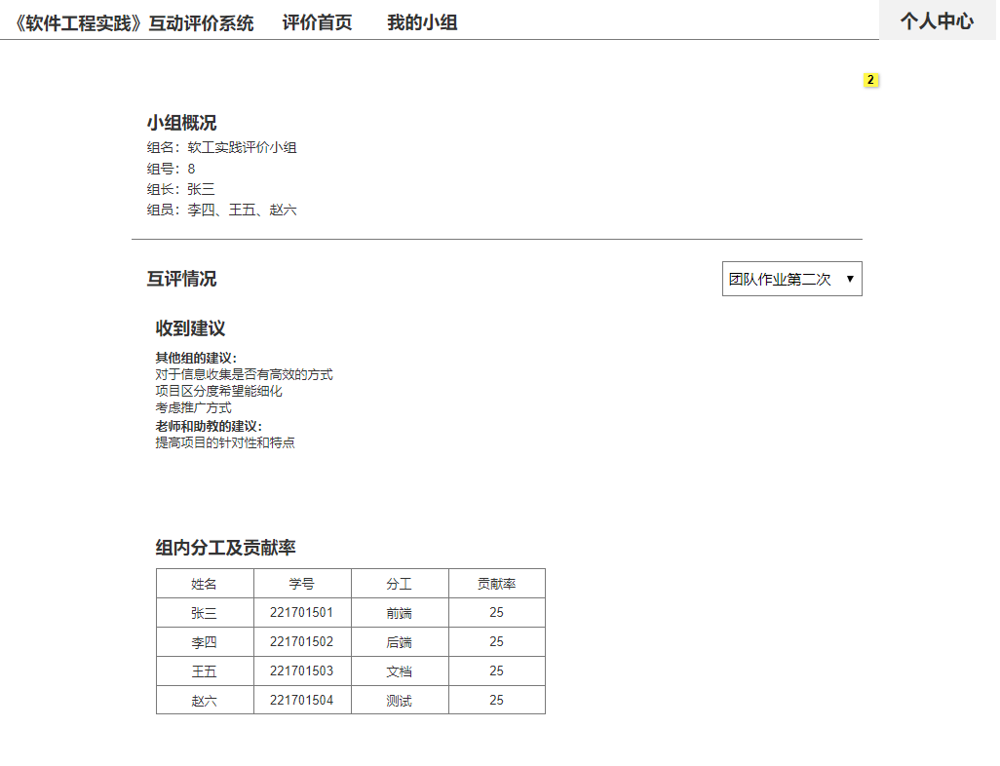 《软件工程实践》互动评价系统 评价首页 我的小组 个人中心
2
小组概况
组名：软工实践评价小组
组号：8
组长：张三
组员：李四、王五、赵六
互评情况 团队作业第二次 ▼
收到建议
其他组的建议：
对于信息收集是否有高效的方式
项目区分度希望能细化
考虑推广方式
老师和助教的建议：
提高项目的针对性和特点
组内分工及贡献率
姓名 学号 分工 贡献率
张三 221701501 前端 25
李四 221701502 后端 25
王五 221701503 文档 25
赵六 221701504 测试 25